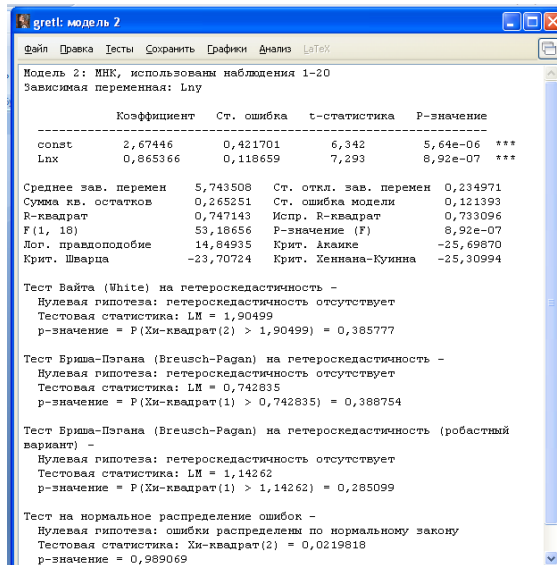 gretl: модель 2
Файл Правка Тесты Сохранить Графики Анализ LaTeX
Модель 2: МНК, использованы наблюдения 1-20
Зависимая переменная: Lny
Коэффициент Ст. ошибка t-статистика P-значение
const 2,67446 0,421701 6,342 5,64e-06 ***
Lnx 0,865366 0,118659 7,293 8,92e-07 ***
Среднее зав. перемен 5,743508 Ст. откл. зав. перемен 0,234971
Сумма кв. остатков 0,265251 Ст. ошибка модели 0,121393
R-квадрат 0,747143 Испр. R-квадрат 0,733096
F(1, 18) 53,18656 Р-значение (F) 8,92e-07
Лог. правдоподобие 14,84935 Крит. Акаике -25,69870
Крит. Шварца -23,70724 Крит. Хеннана-Куинна -25,30994
Тест Вайта (White) на гетероскедастичность -
Нулевая гипотеза: гетероскедастичность отсутствует
Тестовая статистика: LM = 1,90499
р-значение = P(Хи-квадрат(2) > 1,90499) = 0,385777
Тест Бриша-Пэгана (Breusch-Pagan) на гетероскедастичность -
Нулевая гипотеза: гетероскедастичность отсутствует
Тестовая статистика: LM = 0,742835
р-значение = P(Хи-квадрат(1) > 0,742835) = 0,388754
Тест Бриша-Пэгана (Breusch-Pagan) на гетероскедастичность (робастный
вариант) -
Нулевая гипотеза: гетероскедастичность отсутствует
Тестовая статистика: LM = 1,14262
р-значение = P(Хи-квадрат(1) > 1,14262) = 0,285099
Тест на нормальное распределение ошибок -
Нулевая гипотеза: ошибки распределены по нормальному закону
Тестовая статистика: Хи-квадрат(2) = 0,0219818
р-значение = 0,989069